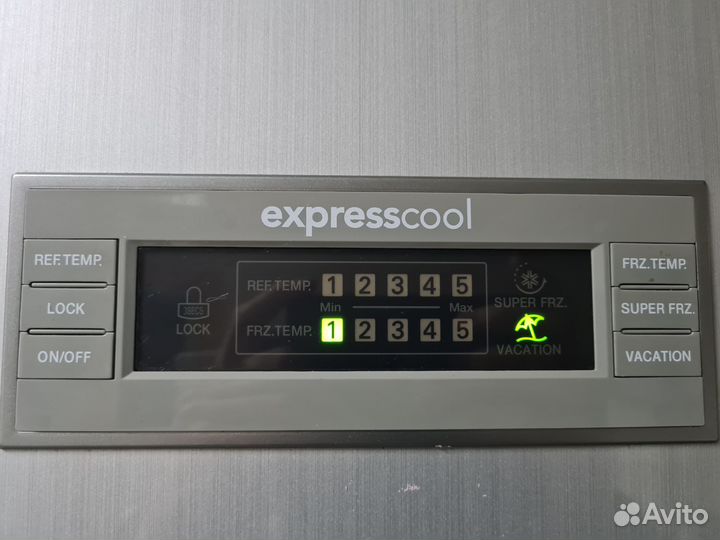 expresscool
REF.TEMP.
LOCK
ON/OFF
3SECS
LOCK
REF.TEMP. 1 2 3 4 5
Min Max
FRZ.TEMP. 1 2 3 4 5
SUPER FRZ.
VACATION
FRZ.TEMP.
SUPER FRZ.
VACATION
Avito